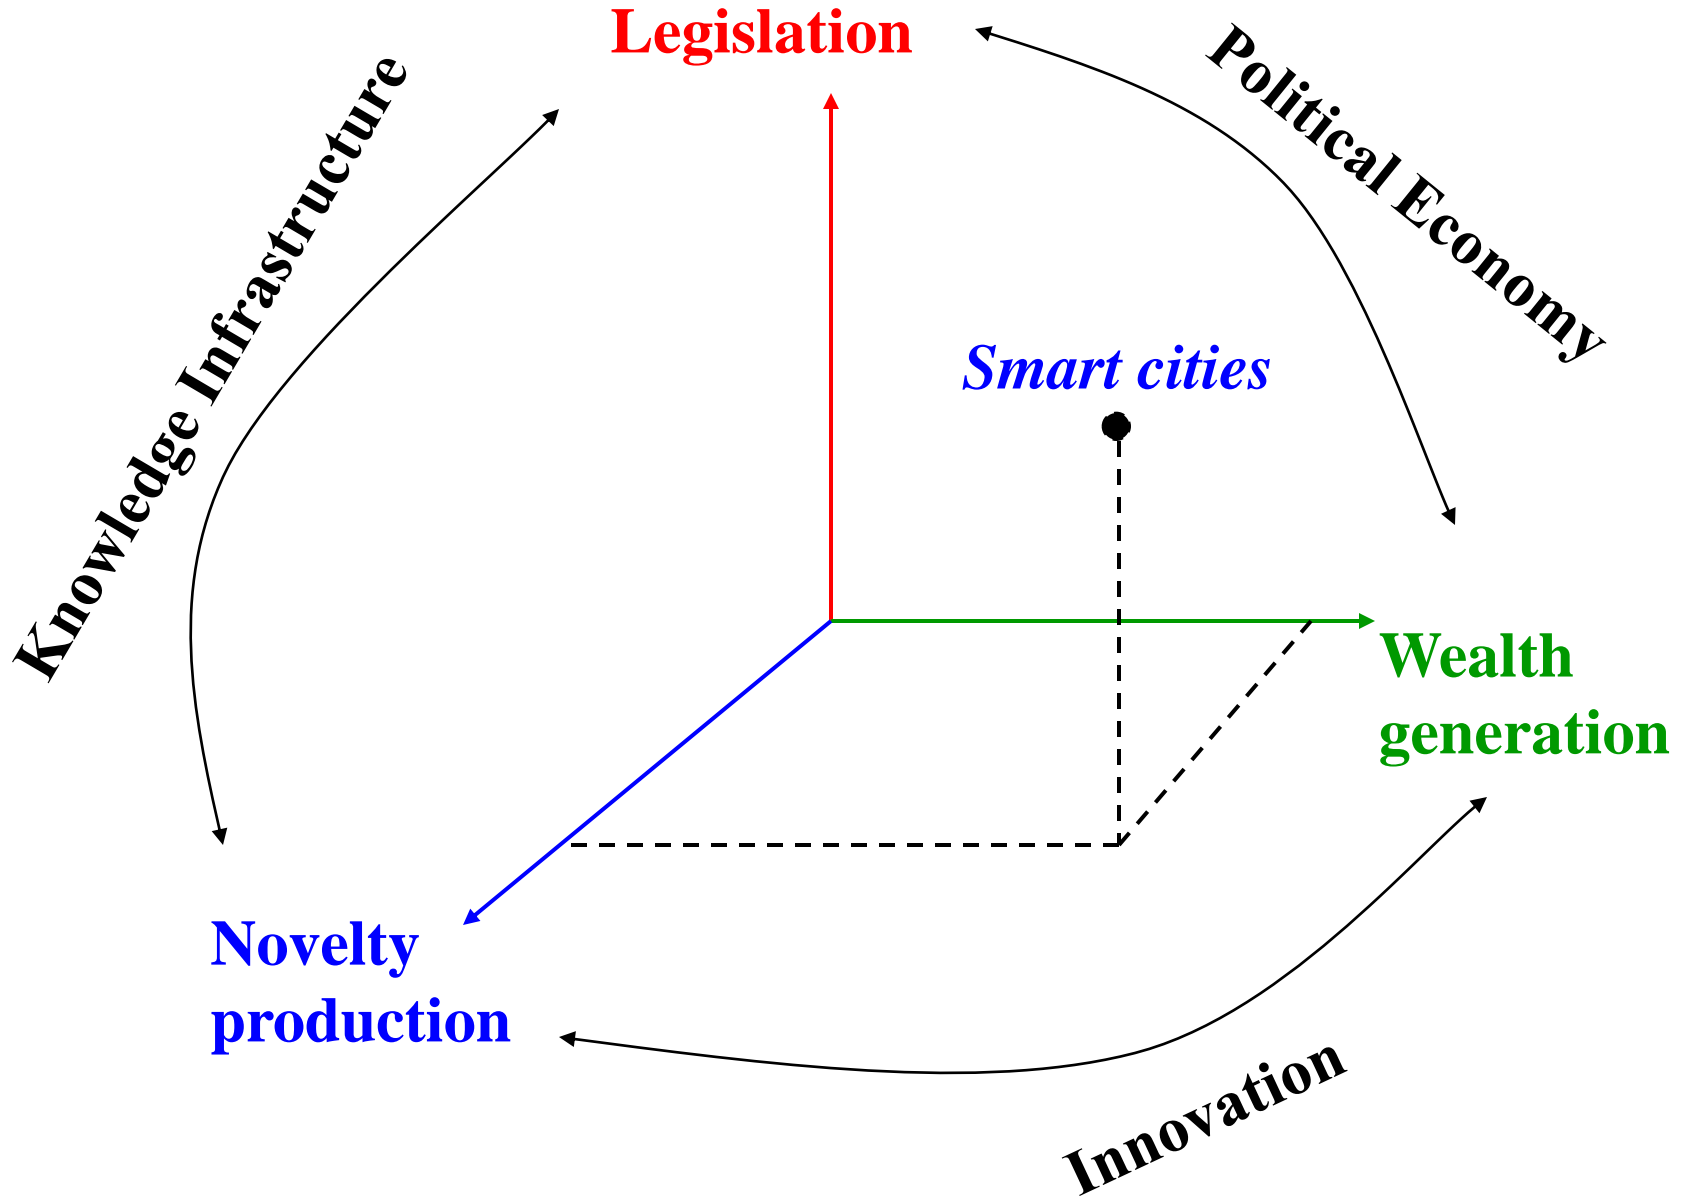 Legislation
Political Economy
Knowledge Infrastructure
Smart cities
Wealth
generation
Novelty
production
Innovation